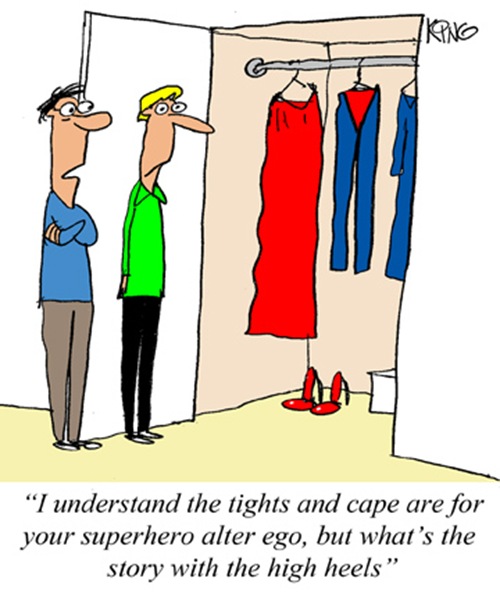 KPNG
“I understand the tights and cape are for
your superhero alter ego, but what’s the
story with the high heels”